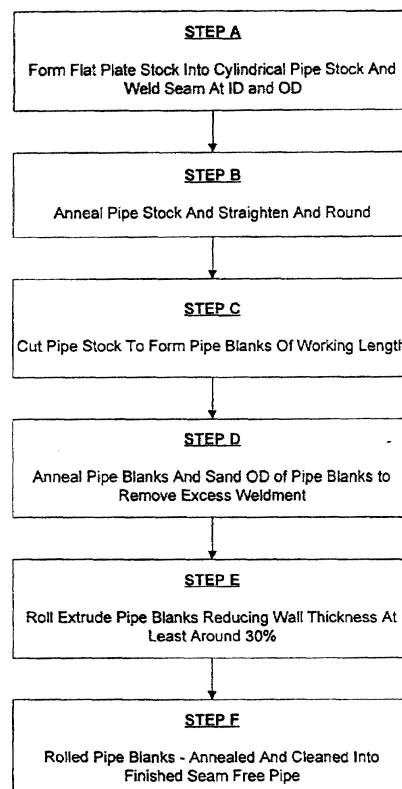 STEP A
Form Flat Plate Stock Into Cylindrical Pipe Stock And
Weld Seam At ID and OD
STEP B
Anneal Pipe Stock And Straighten And Round
STEP C
Cut Pipe Stock To Form Pipe Blanks Of Working Length
STEP D
Anneal Pipe Blanks And Sand OD of Pipe Blanks to
Remove Excess Weldment
STEP E
Roll Extrude Pipe Blanks Reducing Wall Thickness At
Least Around 30%
STEP F
Rolled Pipe Blanks - Annealed And Cleaned Into
Finished Seam Free Pipe